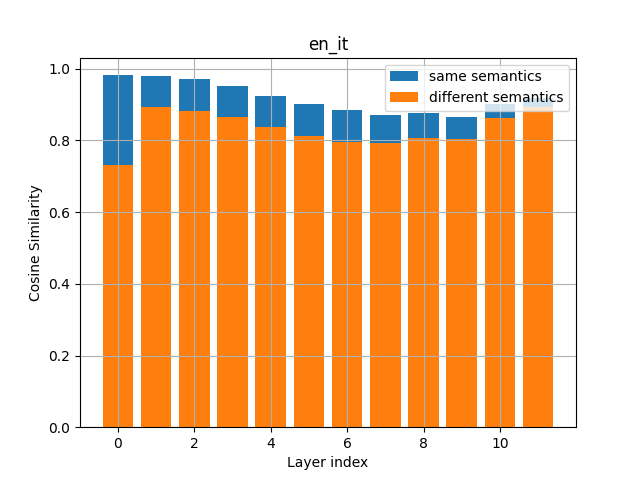 en_it
same semantics
different semantics
1.0
0.8
0.6
0.4
0.2
0.0
Cosine Similarity
0 2 4 6 8 10
Layer index